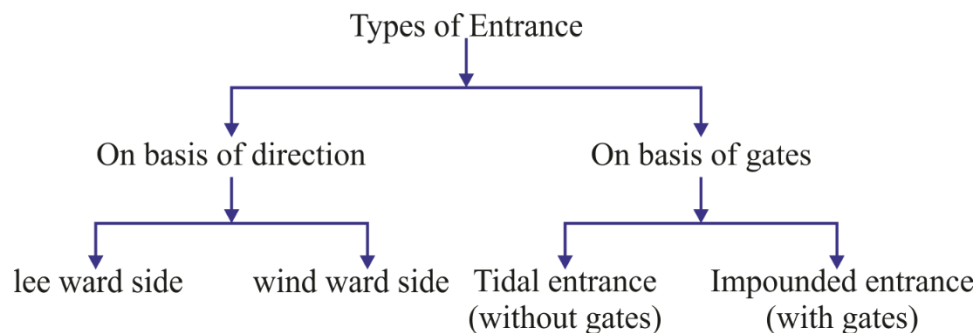 Types of Entrance
On basis of direction
On basis of gates
lee ward side
wind ward side
Tidal entrance
(without gates)
Impounded entrance
(with gates)